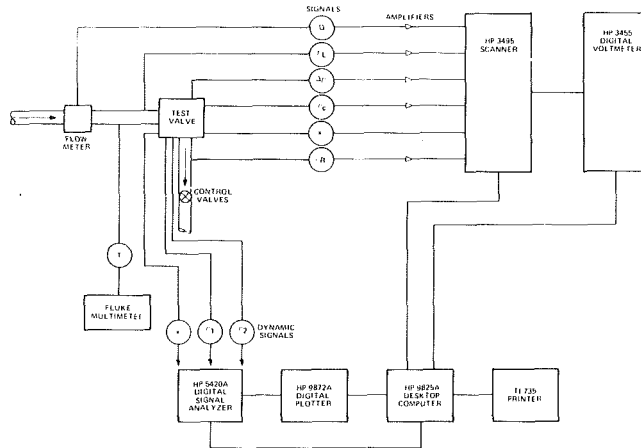 SIGNALS
AMPLIFIERS
Q
HP 3495
SCANNER
HP 3455
DIGITAL
VOLTMETER
TEST
VALVE
FLOW
METER
CONTROL
VALVES
T
FLUKE
MULTIMETER
DYNAMIC
SIGNALS
HP 5420A
DIGITAL
SIGNAL
ANALYZER
HP 9872A
DIGITAL
PLOTTER
HP 9825A
DESKTOP
COMPUTER
TI 735
PRINTER